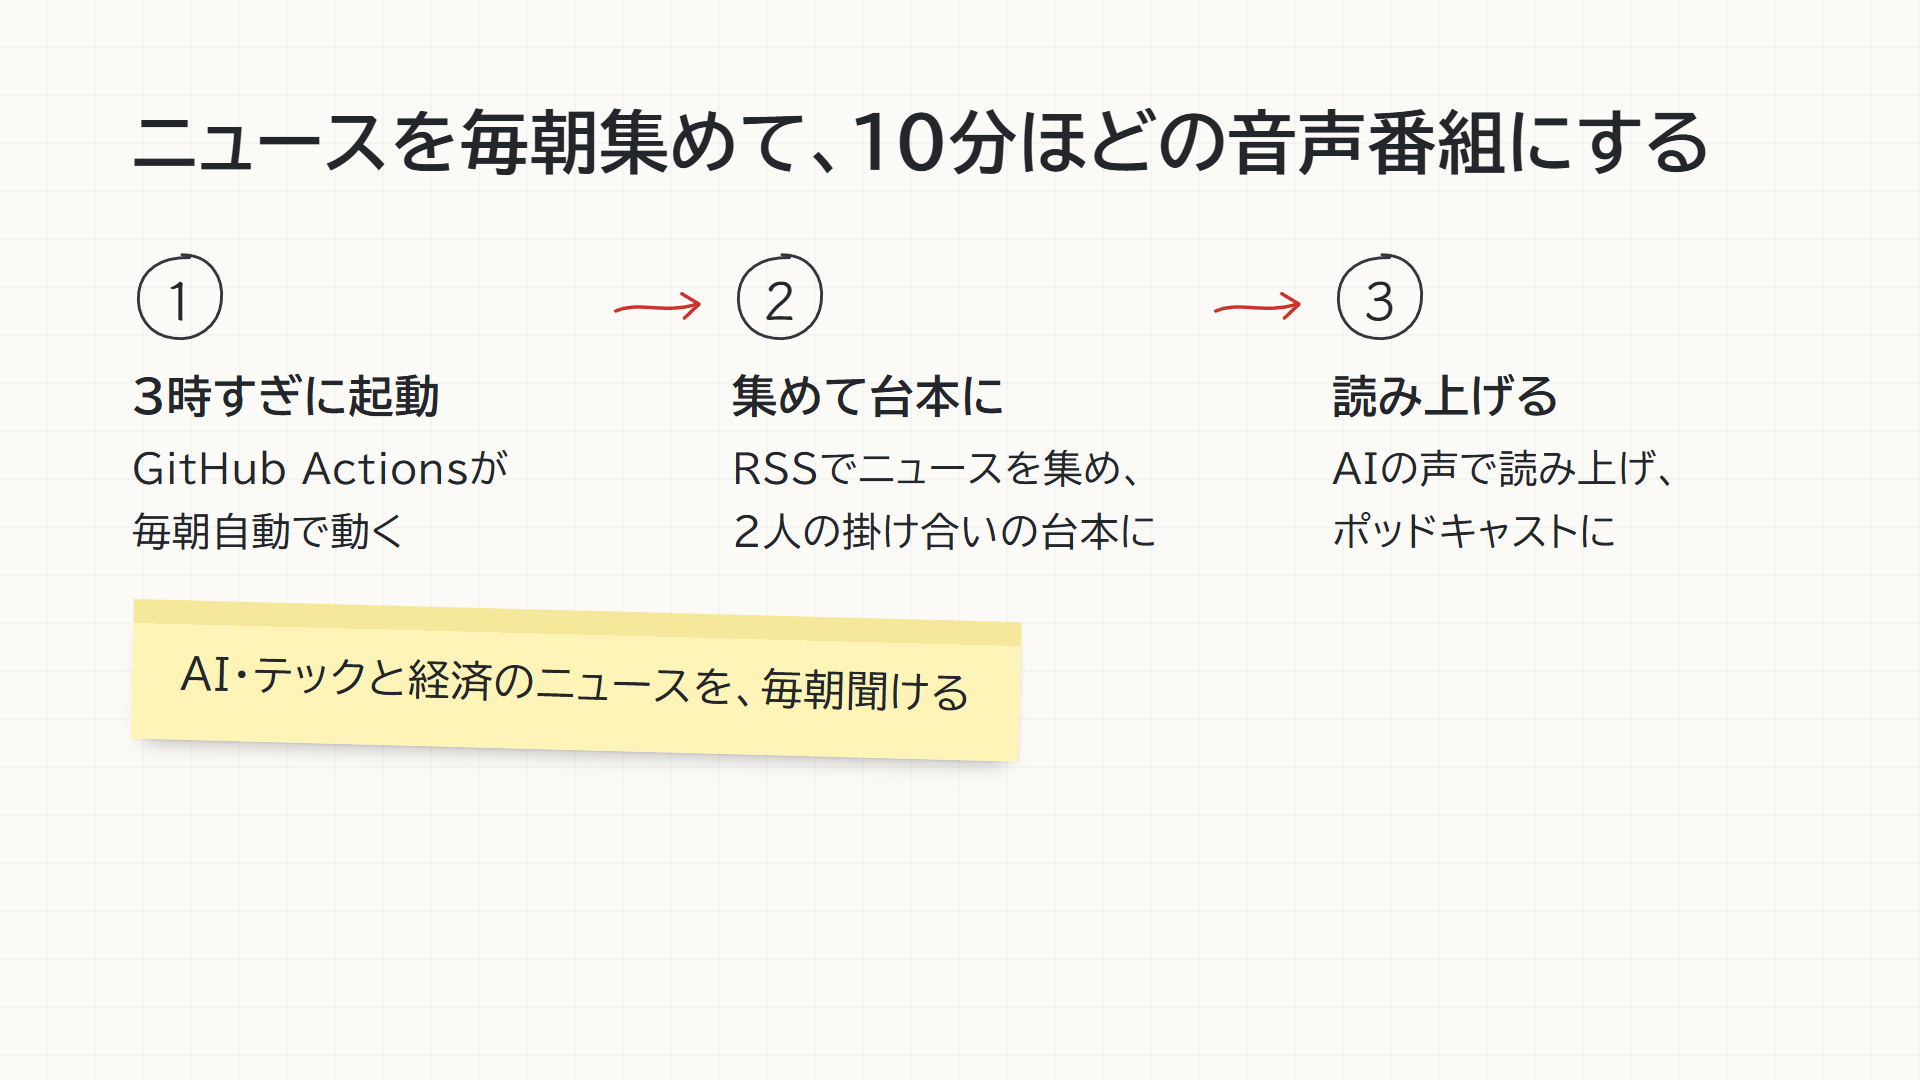 ニュースを毎朝集めて、10分ほどの音声番組にする
1
3時すぎに起動
GitHub Actionsが
毎朝自動で動く
2
集めて台本に
RSSでニュースを集め、
2人の掛け合いの台本に
3
読み上げる
AIの声で読み上げ、
ポッドキャストに
AI・テックと経済のニュースを、毎朝聞ける